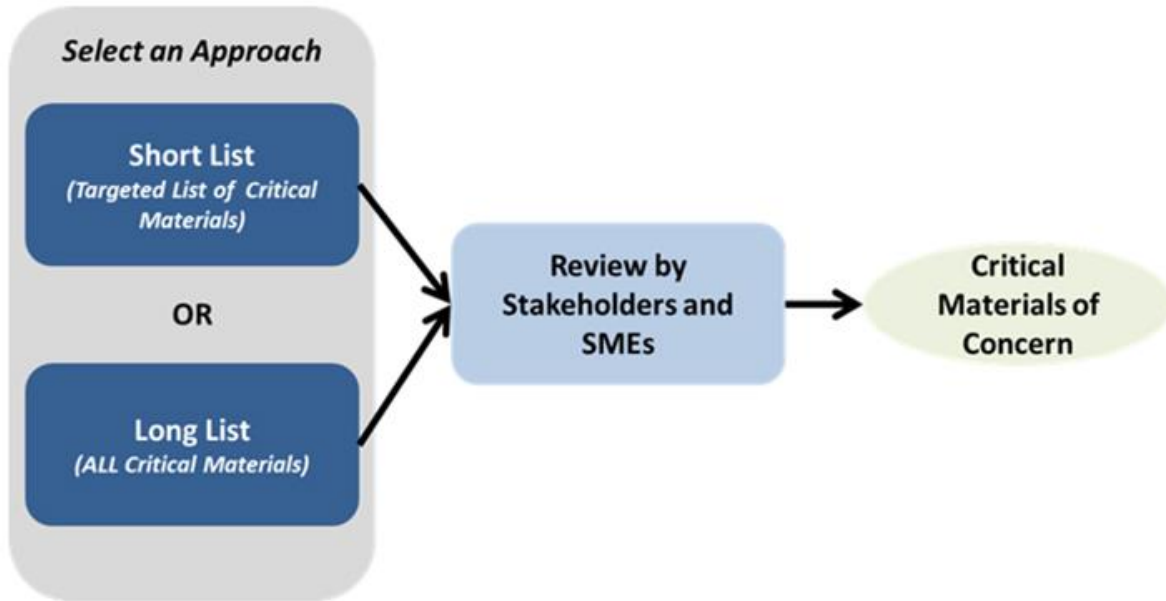 Select an Approach
Short List
(Targeted List of Critical
Materials)
OR
Long List
(ALL Critical Materials)
Review by
Stakeholders and
SMEs
Critical
Materials of
Concern